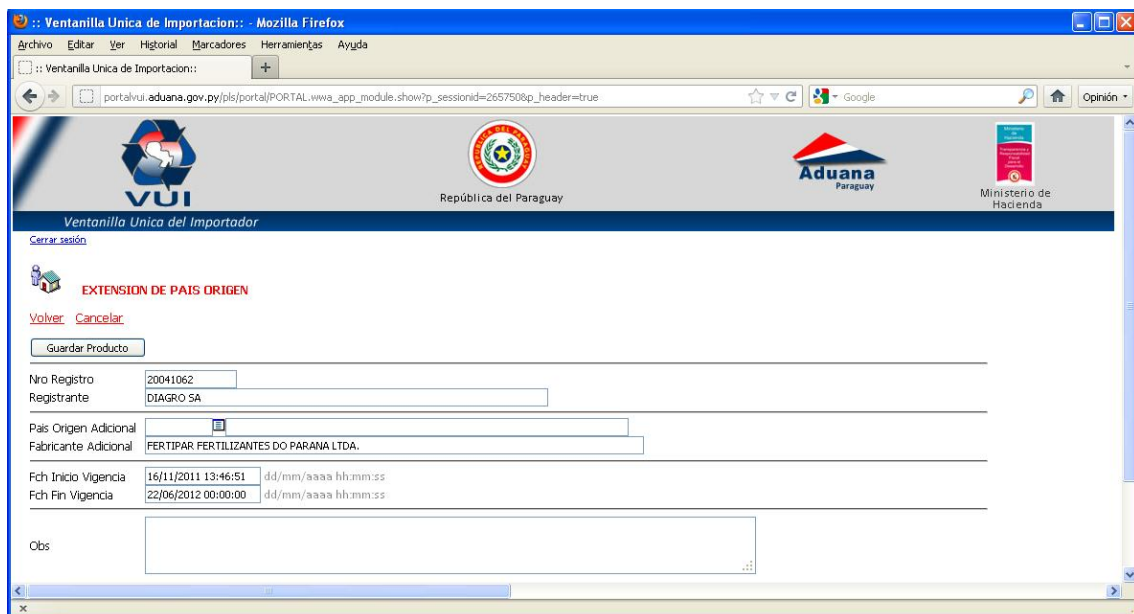 :: Ventanilla Unica de Importacion:: - Mozilla Firefox
Archivo Editar Ver Historial Marcadores Herramientas Ayuda
:: Ventanilla Unica de Importacion:: +
portalvui.aduana.gov.py/pls/portal/PORTAL.wwa_app_module.show?p_sessionid=265750&p_header=true Google Opinión
VUI
República del Paraguay
Aduana
Paraguay
Ministerio de
Hacienda
Ventanilla Unica del Importador
Cerrar sesión
EXTENSION DE PAIS ORIGEN
Volver Cancelar
Guardar Producto
Nro Registro 20041062
Registrante DIAGRO SA
Pais Origen Adicional
Fabricante Adicional FERTIPAR FERTILIZANTES DO PARANA LTDA.
Fch Inicio Vigencia 16/11/2011 13:46:51 dd/mm/aaaa hh:mm:ss
Fch Fin Vigencia 22/06/2012 00:00:00 dd/mm/aaaa hh:mm:ss
Obs